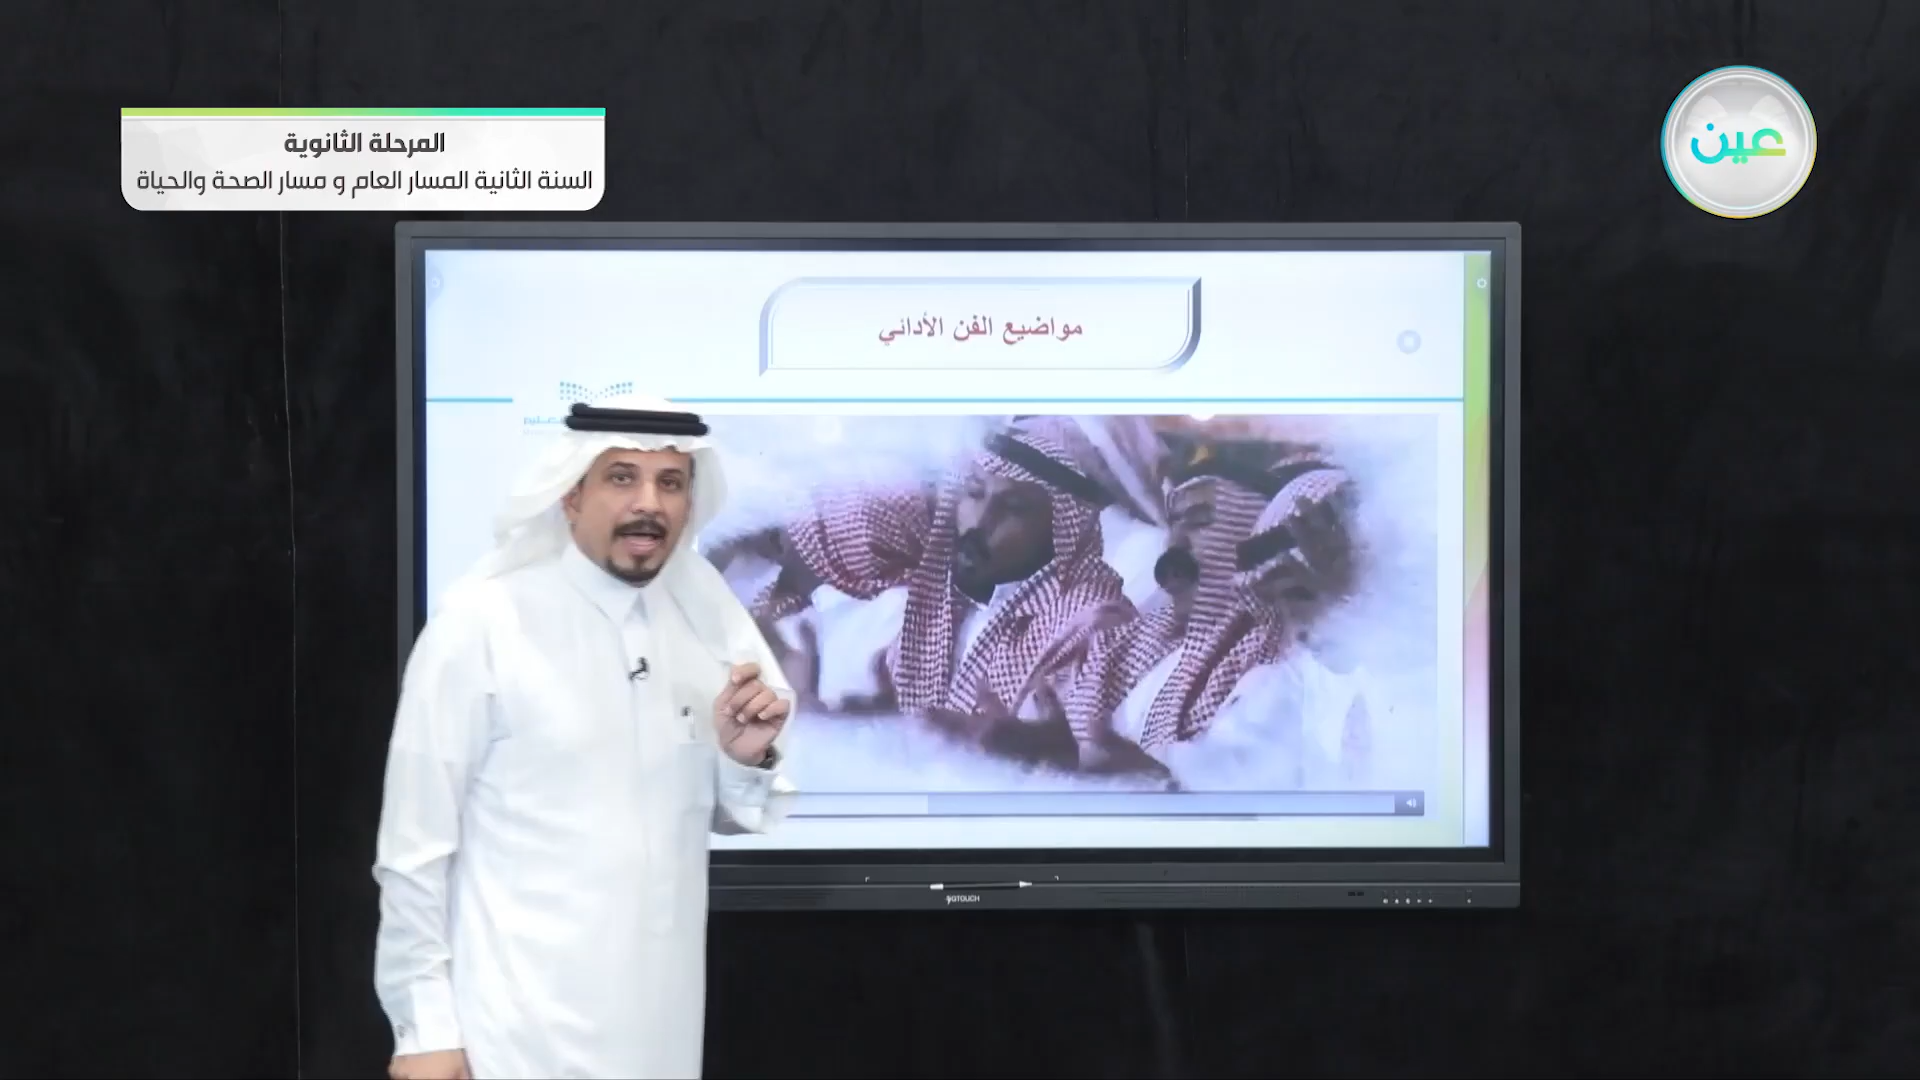 المرحلة الثانوية
السنة الثانية المسار العام و مسار الصحة والحياة
عين
مواضيع الفن الأدائي